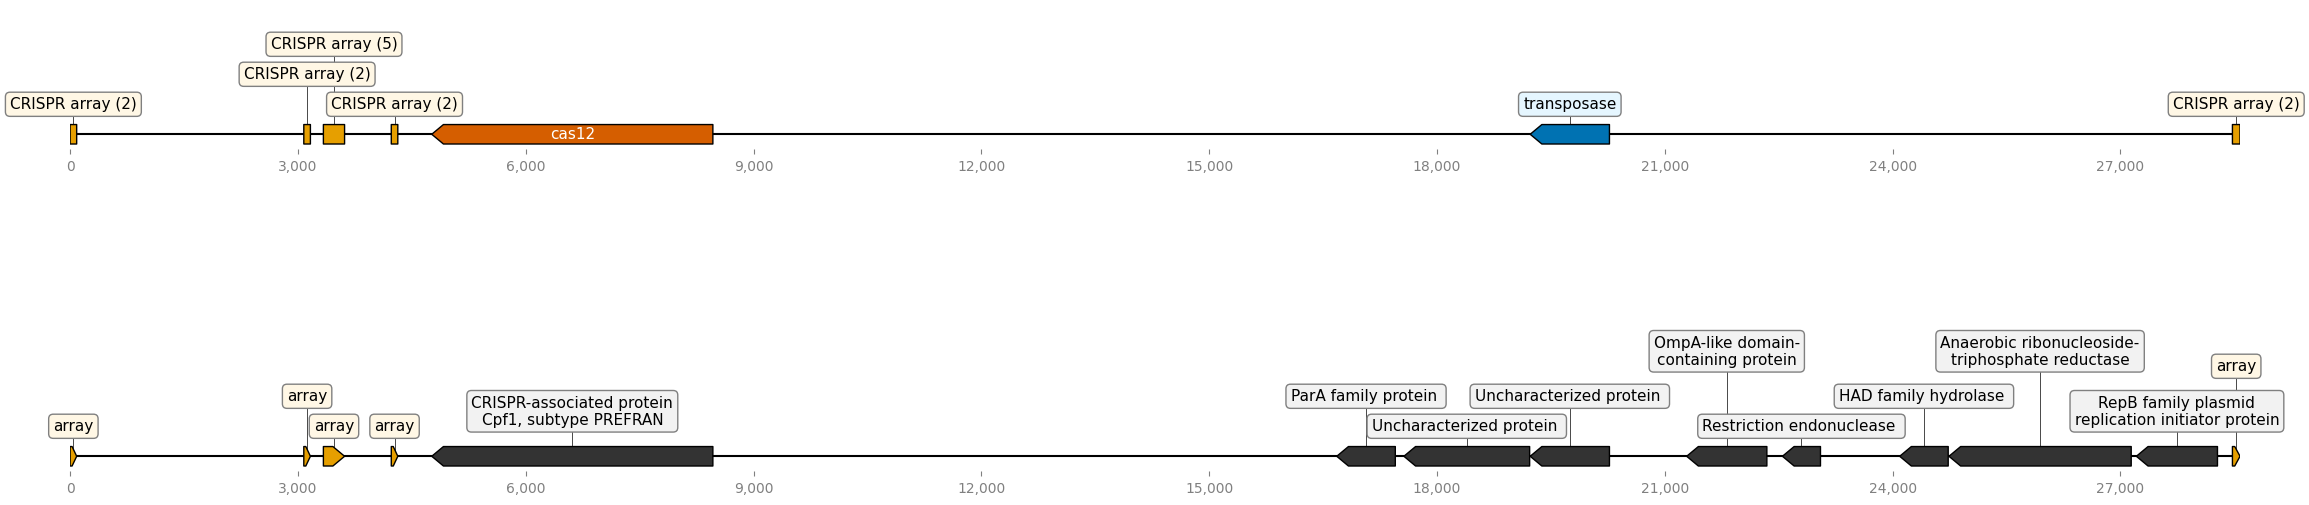 CRISPR array (5)
CRISPR array (2)
CRISPR array (2)
CRISPR array (2)
transposase
CRISPR array (2)
cas12
0
3,000
6,000
9,000
12,000
15,000
18,000
21,000
24,000
27,000
OmpA-like domain-
containing protein
Anaerobic ribonucleoside-
triphosphate reductase
array
array
CRISPR-associated protein
Cpf1, subtype PREFRAN
ParA family protein
Uncharacterized protein
HAD family hydrolase
RepB family plasmid
replication initiator protein
array
array
array
Uncharacterized protein
Restriction endonuclease
0
3,000
6,000
9,000
12,000
15,000
18,000
21,000
24,000
27,000